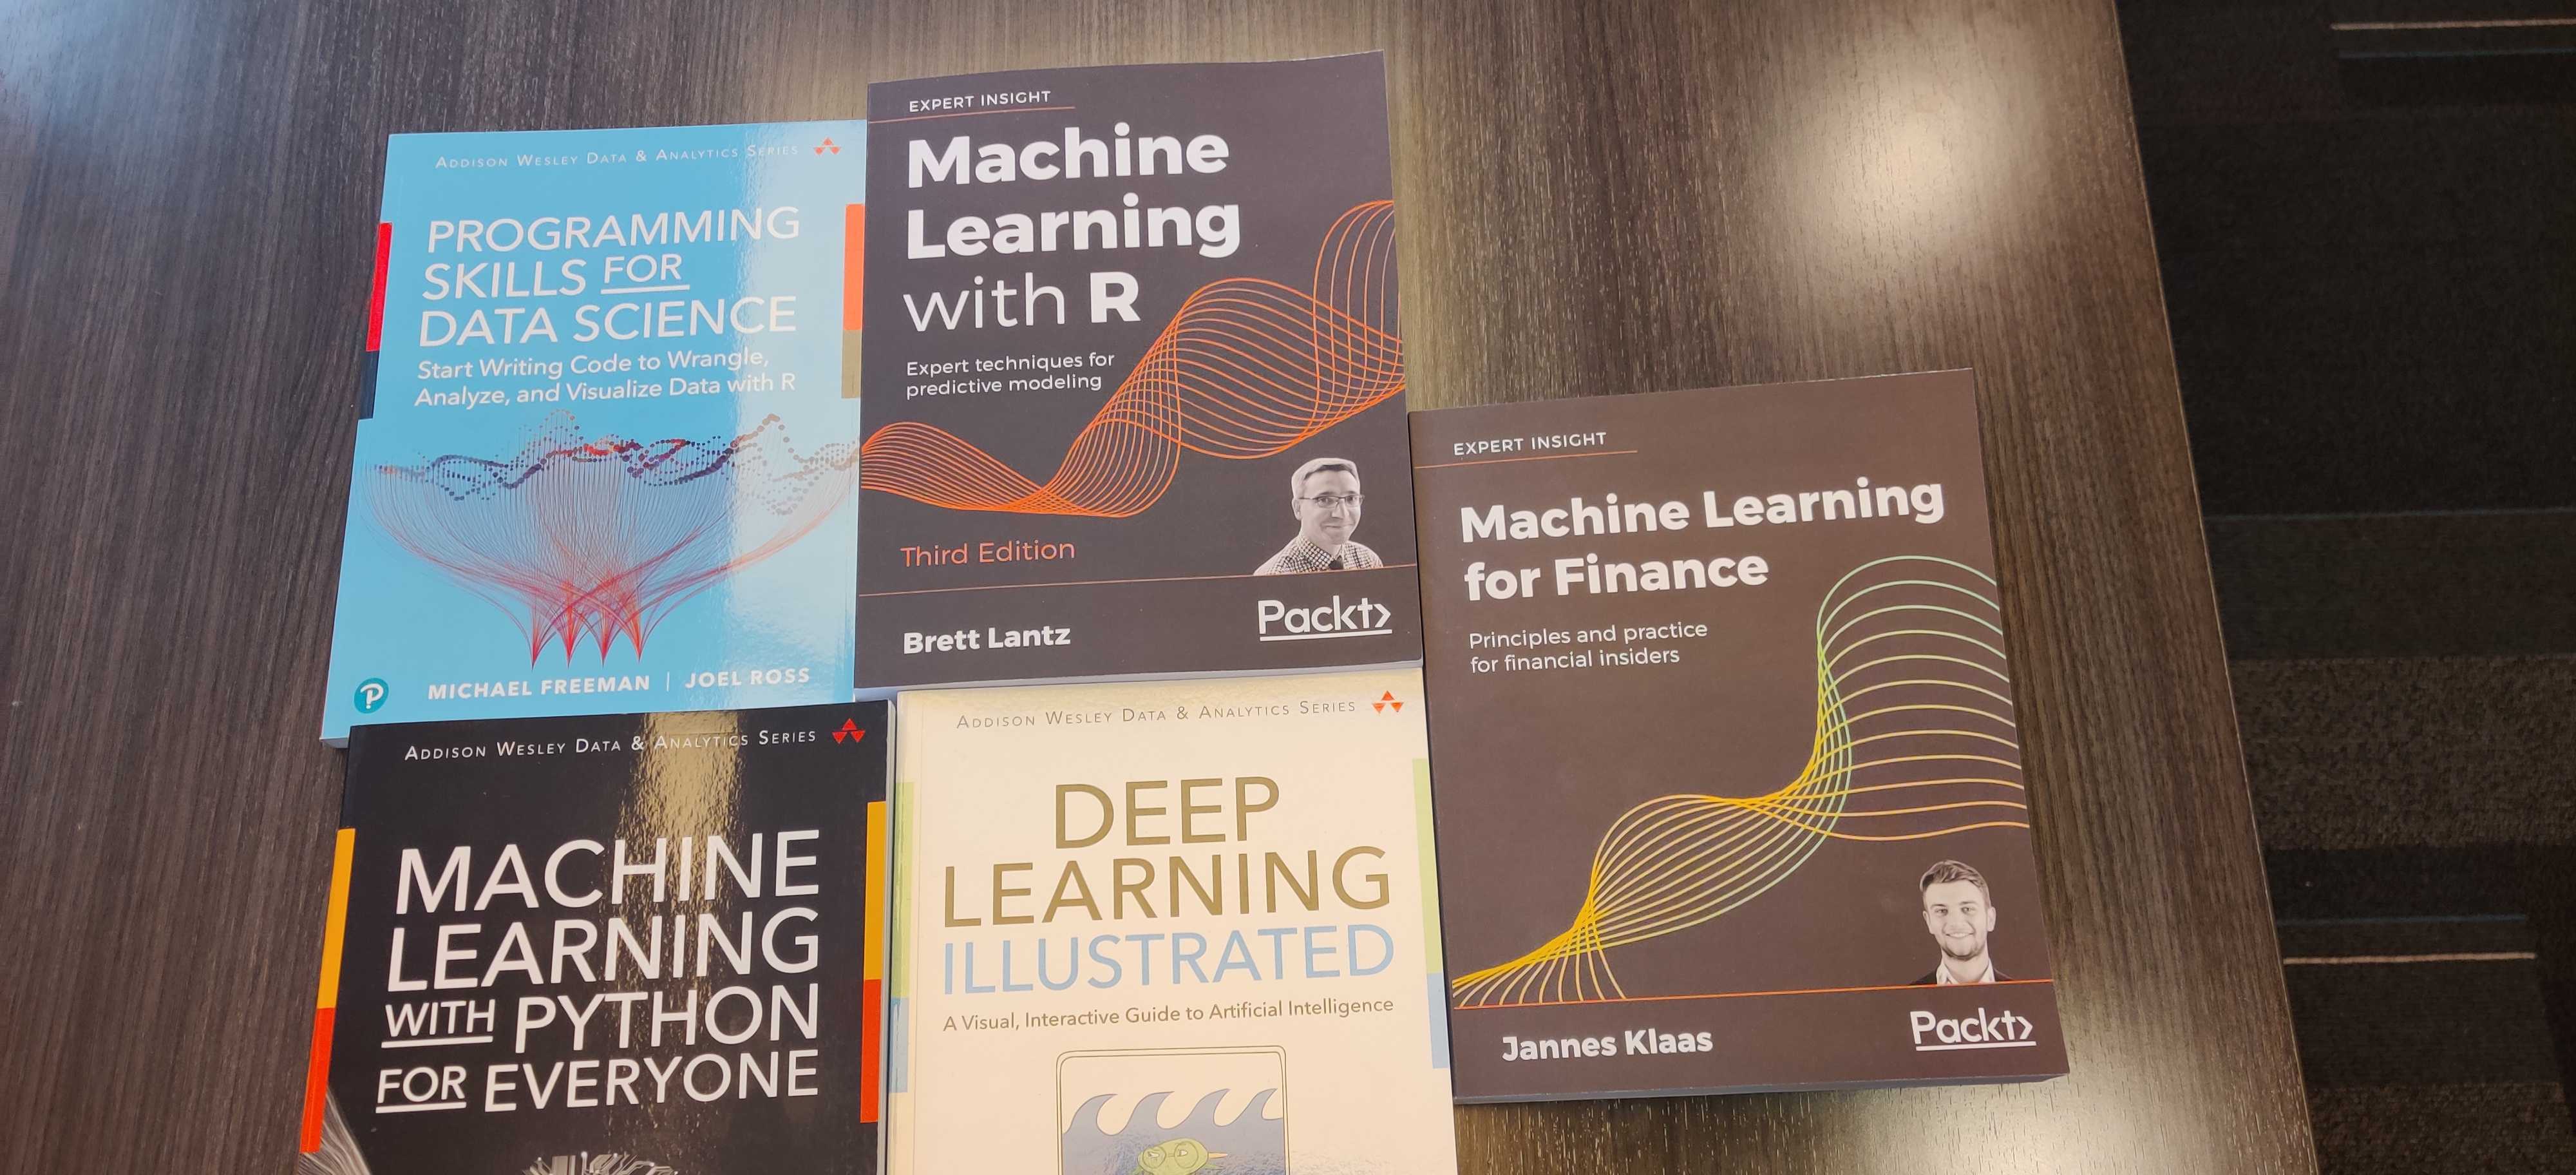 ADDISON WESLEY DATA & ANALYTICS SERIES
PROGRAMMING
SKILLS FOR
DATA SCIENCE
Start Writing Code to Wrangle,
Analyze, and Visualize Data with R
P
MICHAEL FREEMAN | JOEL ROSS
EXPERT INSIGHT
Machine
Learning
with R
Expert techniques for
predictive modeling
Third Edition
Brett Lantz
Packt>
EXPERT INSIGHT
Machine Learning
for Finance
Principles and practice
for financial insiders
Jannes Klaas
Packt>
ADDISON WESLEY DATA & ANALYTICS SERIES
MACHINE
LEARNING
WITH PYTHON
FOR EVERYONE
ADDISON WESLEY DATA & ANALYTICS SERIES
DEEP
LEARNING
ILLUSTRATED
A Visual, Interactive Guide to Artificial Intelligence